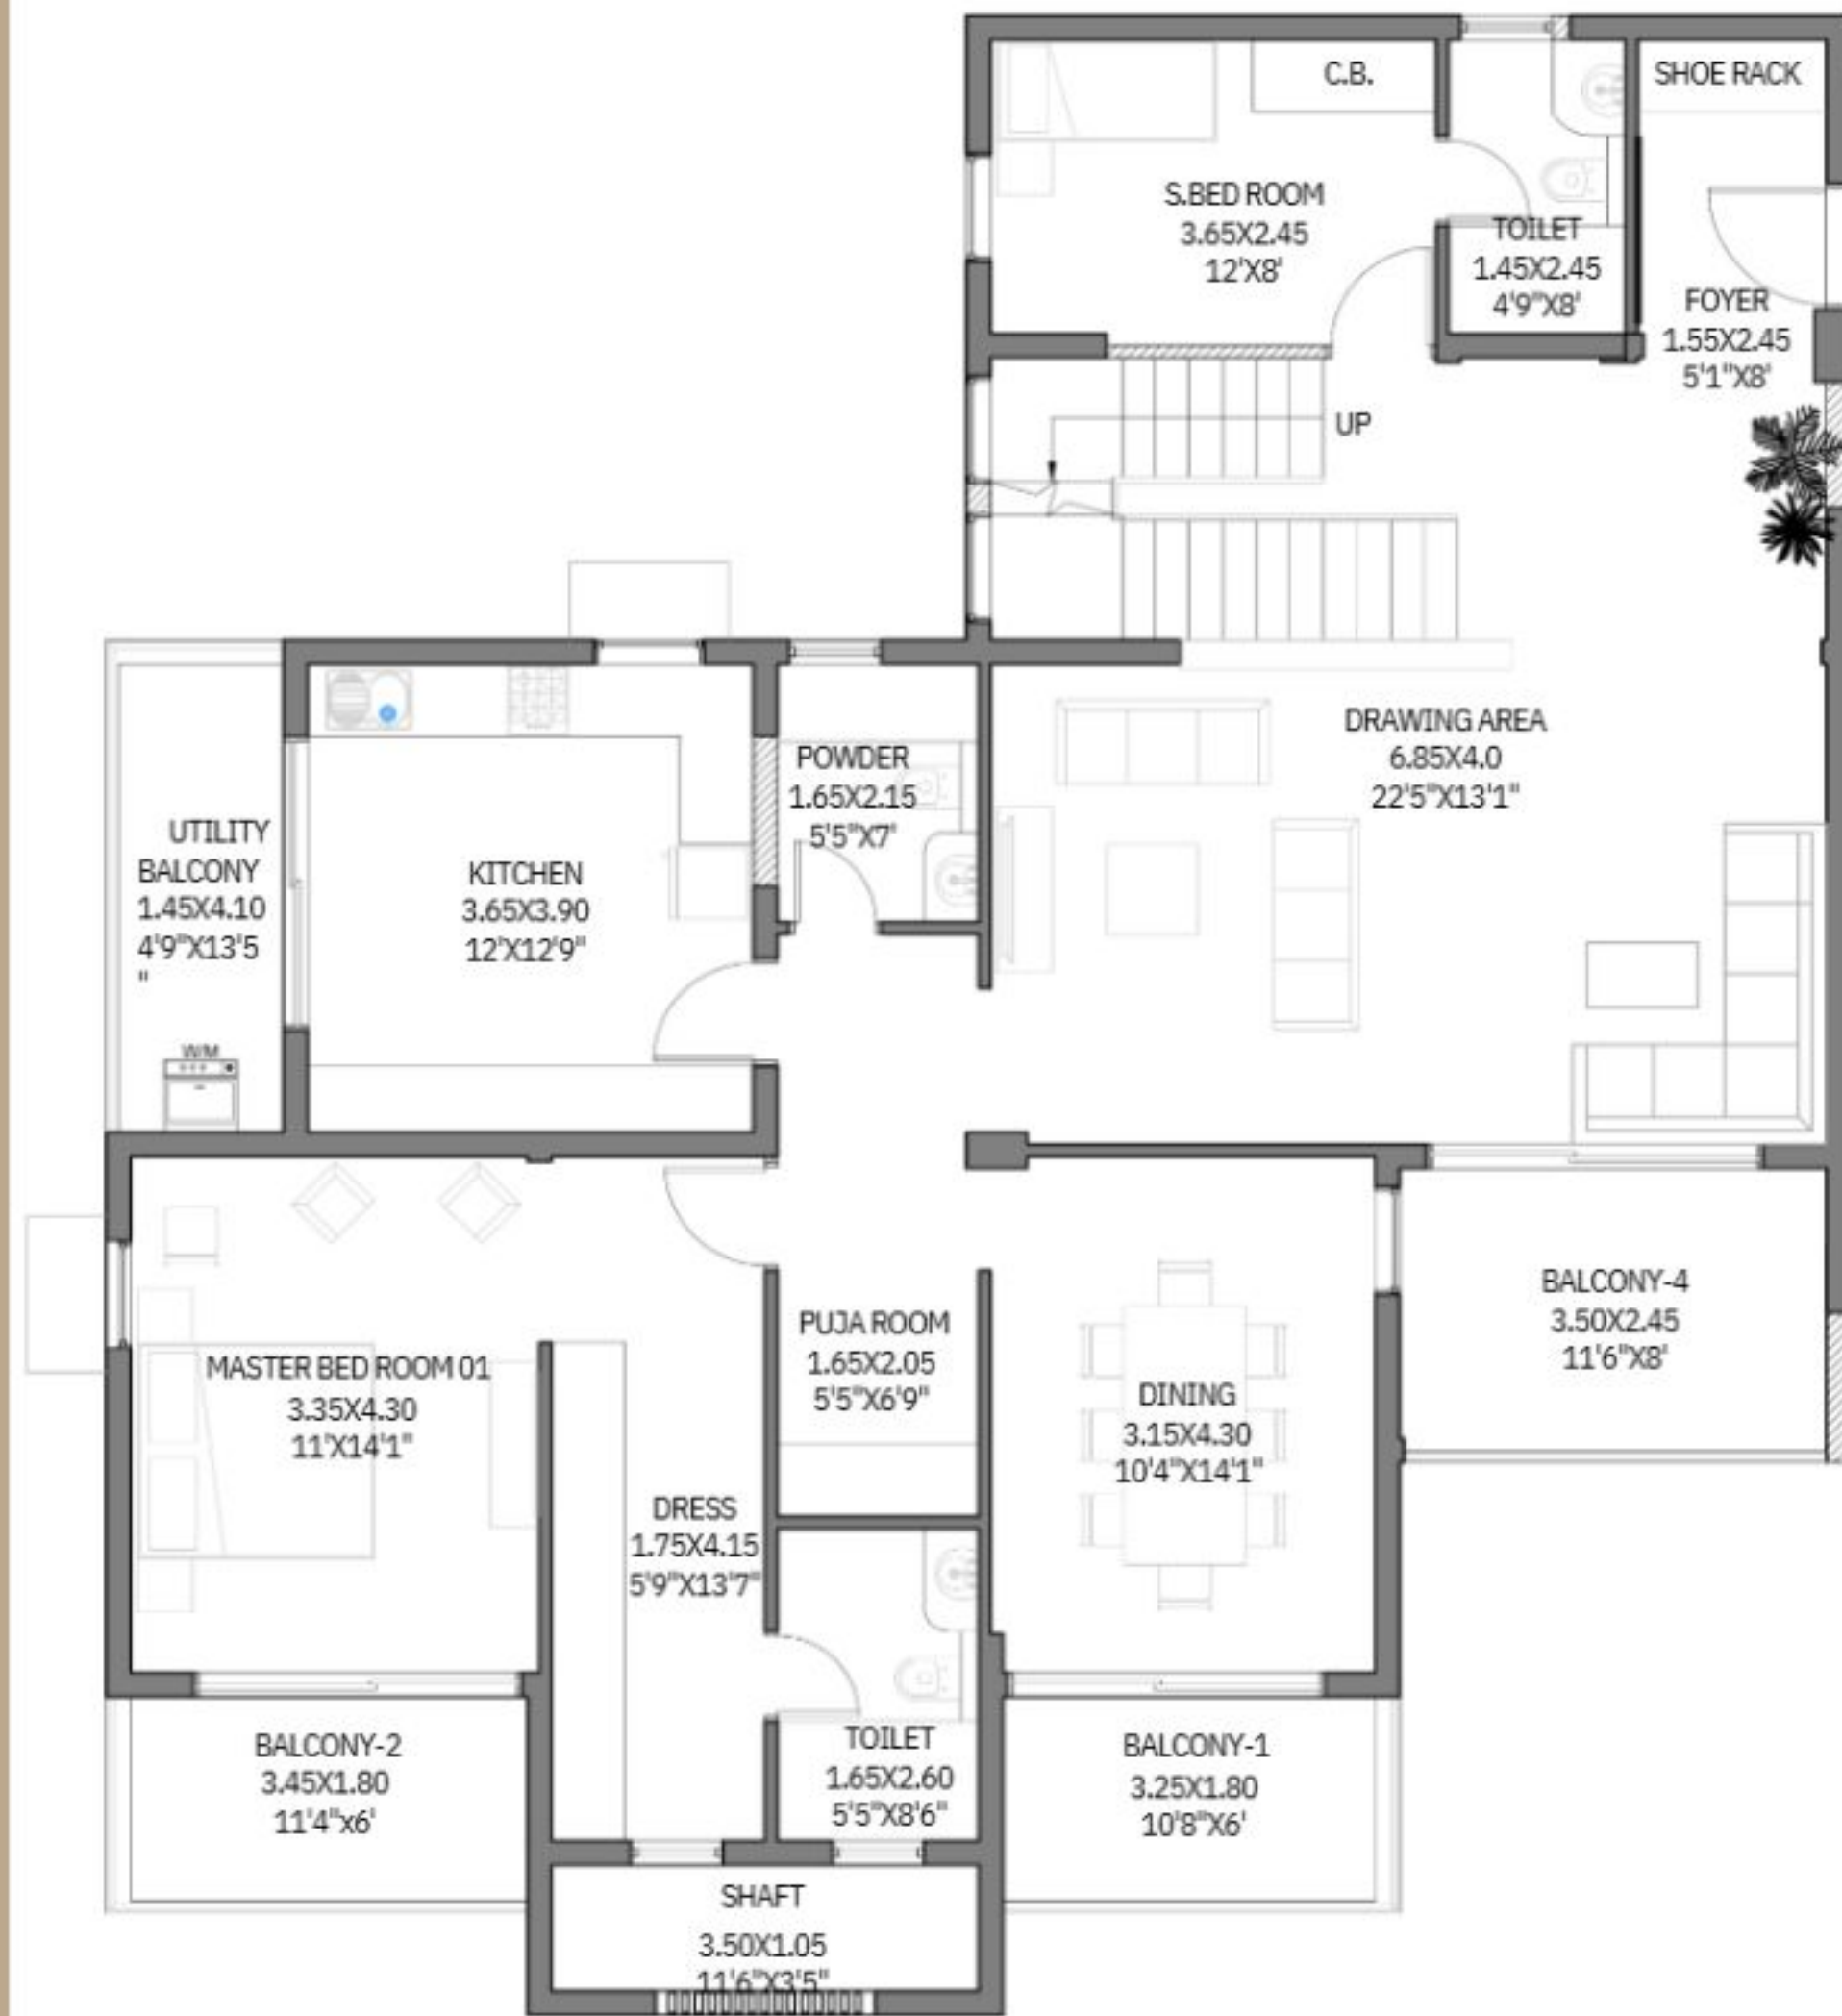 C.B.
SHOE RACK
S.BED ROOM
3.65X2.45
12'X8'
TOILET
1.45X2.45
4'9"X8'
FOYER
1.55X2.45
5'1"X8'
UP
DRAWING AREA
6.85X4.0
22'5"X13'1"
POWDER
1.65X2.15
5'5"X7'
UTILITY
BALCONY
1.45X4.10
4'9"X13'5
"
KITCHEN
3.65X3.90
12'X12'9"
W/M
BALCONY-4
3.50X2.45
11'6"X8'
PUJA ROOM
1.65X2.05
5'5"X6'9"
MASTER BED ROOM 01
3.35X4.30
11'X14'1"
DINING
3.15X4.30
10'4"X14'1"
DRESS
1.75X4.15
5'9"X13'7"
TOILET
1.65X2.60
5'5"X8'6"
BALCONY-2
3.45X1.80
11'4"x6'
BALCONY-1
3.25X1.80
10'8"X6'
SHAFT
3.50X1.05
11'6"X3'5"